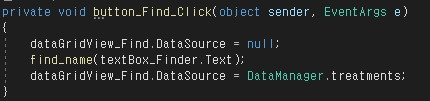 private void button_Find_Click(object sender, EventArgs e)
{
dataGridView_Find.DataSource = null;
find_name(textBox_Finder.Text);
dataGridView_Find.DataSource = DataManager.treatments;
}